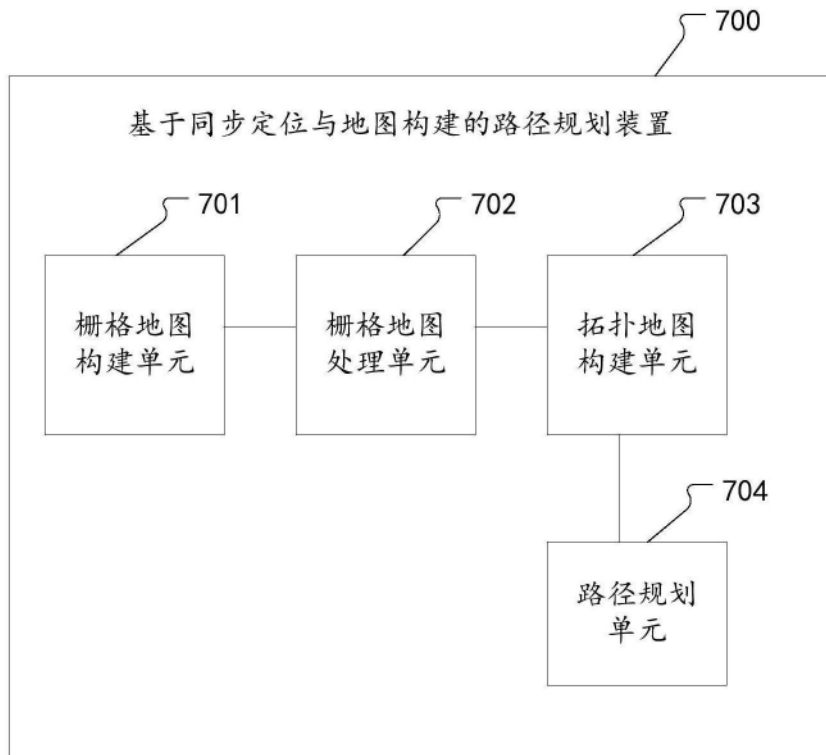 700
基于同步定位与地图构建的路径规划装置
701
702
703
栅格地图
构建单元
栅格地图
处理单元
拓扑地图
构建单元
704
路径规划
单元